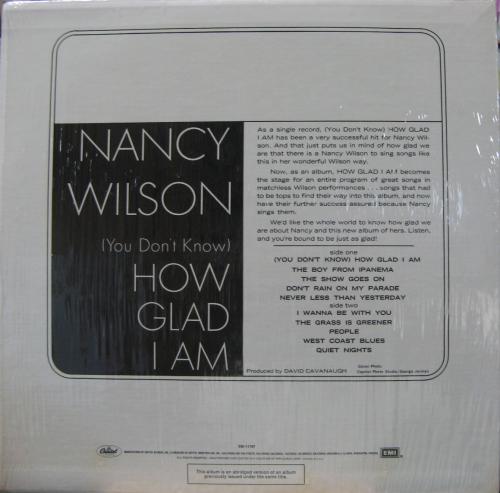 NANCY
WILSON
(You Don't Know)
HOW
GLAD
I AM
As a single record, (You Don't Know) HOW GLAD
I AM has been a very successful hit for Nancy Wil-
son. And that just puts us in mind of how glad we
are that there is a Nancy Wilson to sing songs like
this in her wonderful Wilson way.
Now, as an album, HOW GLAD I AM becomes
the stage for an entire program of great songs in
matchless Wilson performances . . . songs that had
to be tops to find their way into this album, and now
have their further success assured because Nancy
sings them.
We'd like the whole world to know how glad we
are about Nancy and this new album of hers. Listen,
and you're bound to be just as glad!
side one
(YOU DON'T KNOW) HOW GLAD I AM
THE BOY FROM IPANEMA
THE SHOW GOES ON
DON'T RAIN ON MY PARADE
NEVER LESS THAN YESTERDAY
side two
I WANNA BE WITH YOU
THE GRASS IS GREENER
PEOPLE
WEST COAST BLUES
QUIET NIGHTS
Produced by DAVID CAVANAUGH
Cover Photo:
Capitol Photo Studio/George Jerman
Capitol
EMI
This album is an abridged version of an album
previously issued under the same title.